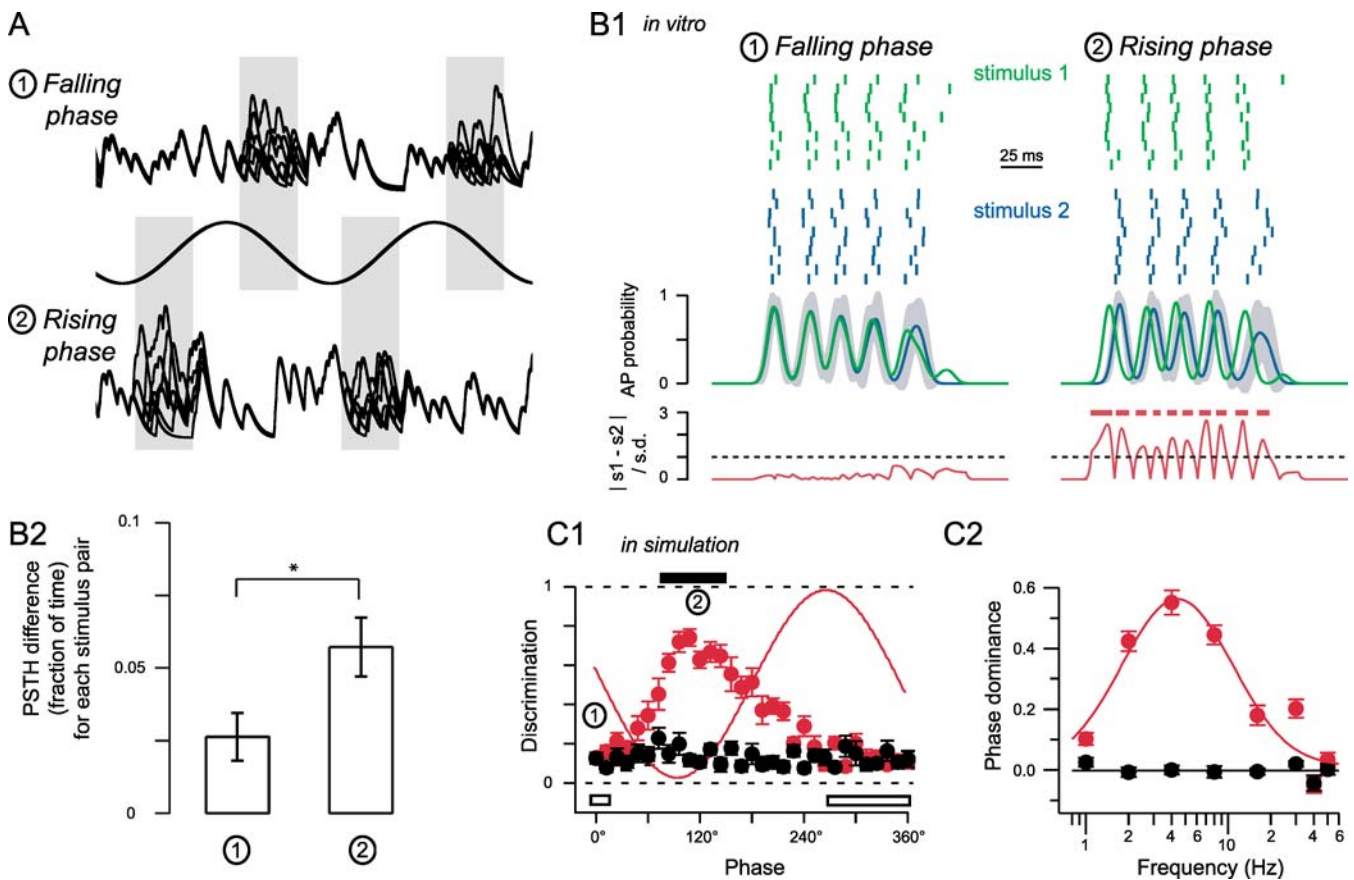 A
① Falling
phase
② Rising
phase
B1 in vitro
① Falling phase
② Rising phase
stimulus 1
25 ms
stimulus 2
AP probability
1
0
| s1 - s2 |
/ s.d.
3
0
B2
PSTH difference
(fraction of time)
for each stimulus pair
0.1
0.05
0
*
①
②
C1
in simulation
Discrimination
1
0
②
①
0°
120°
240°
360°
Phase
C2
Phase dominance
0.6
0.4
0.2
0.0
1
2
4
6
8
10
2
4
6
Frequency (Hz)